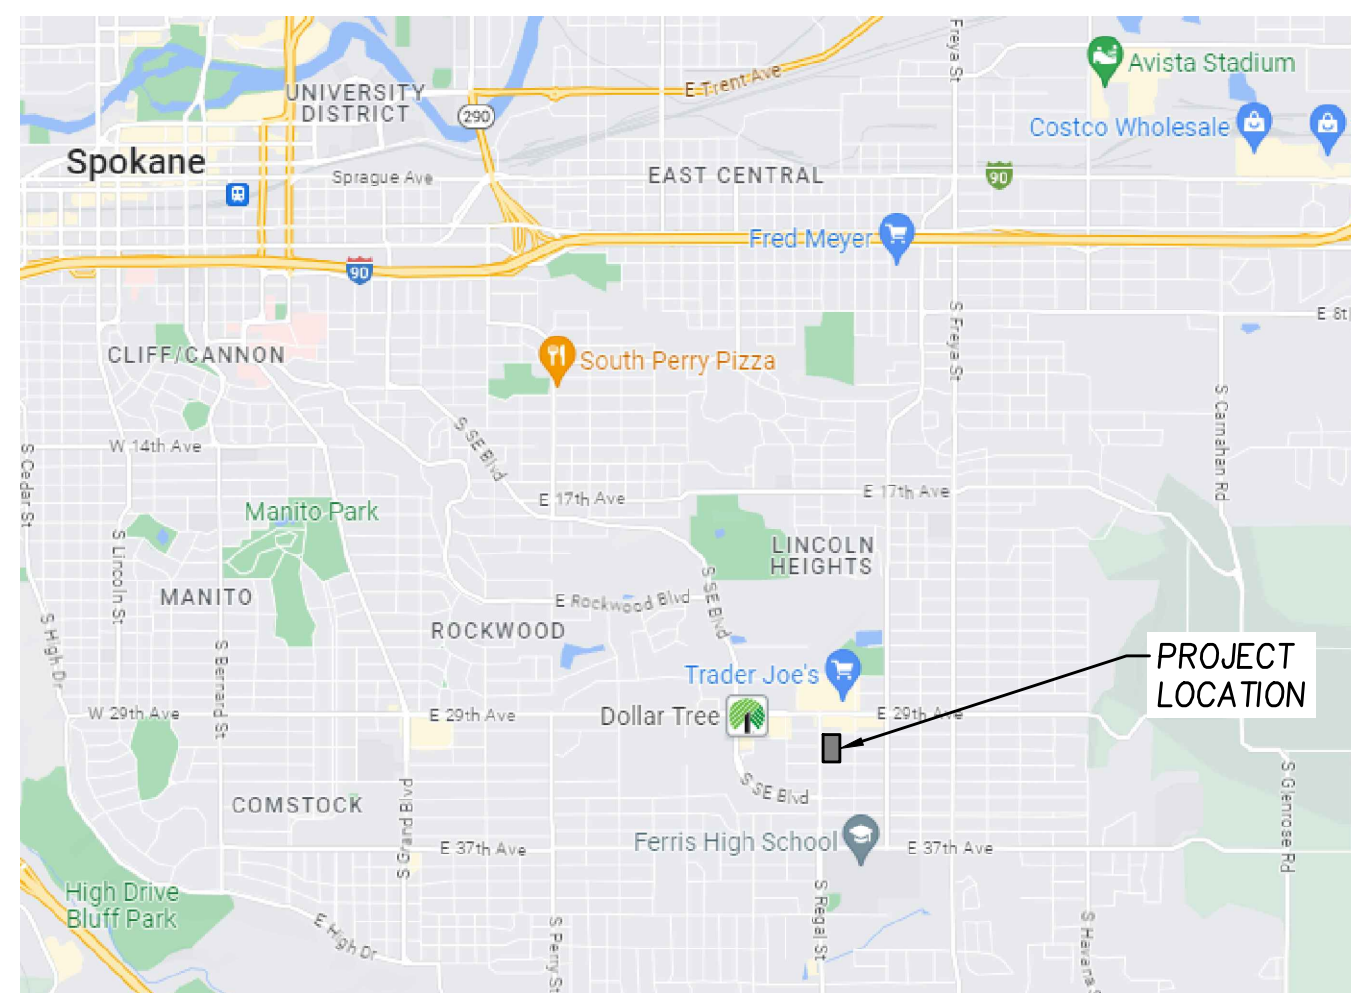 Freya St
Avista Stadium
E Trent Ave
UNIVERSITY
DISTRICT
290
Costco Wholesale
Spokane
Sprague Ave
EAST CENTRAL
90
Fred Meyer
90
E 8t
S Freya St
CLIFF/CANNON
South Perry Pizza
S Carnahan Rd
S SE Blvd
W 14th Ave
S Cedar St
E 17th Ave
E 17th Ave
Manito Park
S Lincoln St
LINCOLN
HEIGHTS
MANITO
E Rockwood Blvd
S SE Blvd
ROCKWOOD
S High Dr
S Bernard St
PROJECT
LOCATION
Trader Joe's
W 29th Ave
E 29th Ave
Dollar Tree
E 29th Ave
S SE Blvd
COMSTOCK
S Grand Blvd
S Glenrose Rd
Ferris High School
E 37th Ave
E 37th Ave
High Drive
Bluff Park
E High Dr
S Perry St
S Regal St
S Havana S